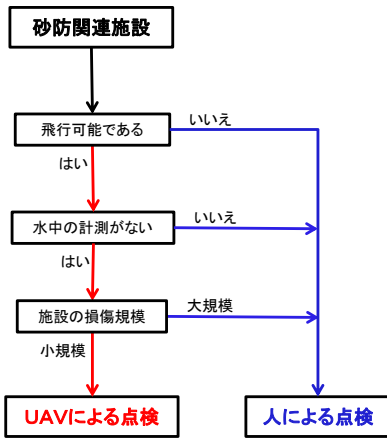 砂防関連施設
飛行可能である
いいえ
はい
水中の計測がない
いいえ
はい
施設の損傷規模
大規模
小規模
UAVによる点検
人による点検